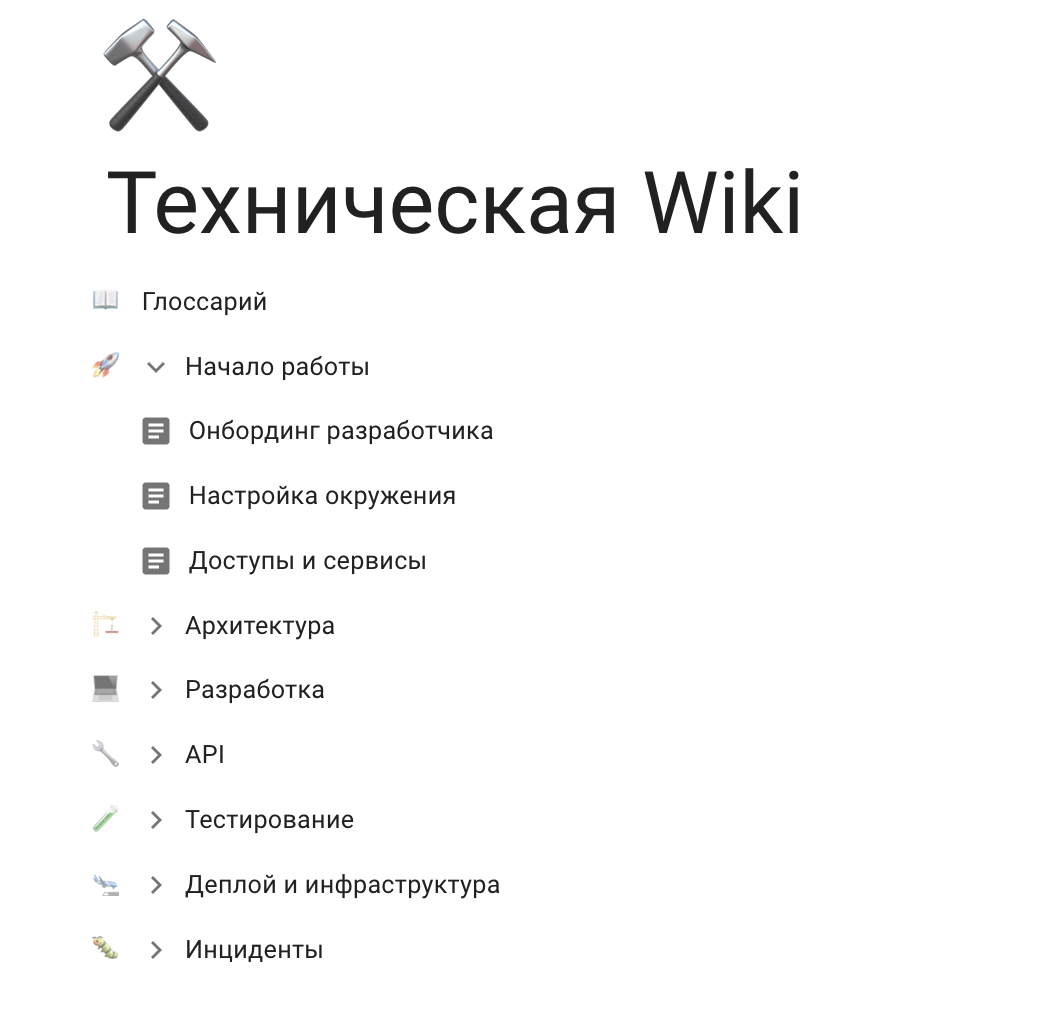 Техническая Wiki
Глоссарий
Начало работы
Онбординг разработчика
Настройка окружения
Доступы и сервисы
Архитектура
Разработка
API
Тестирование
Деплой и инфраструктура
Инциденты